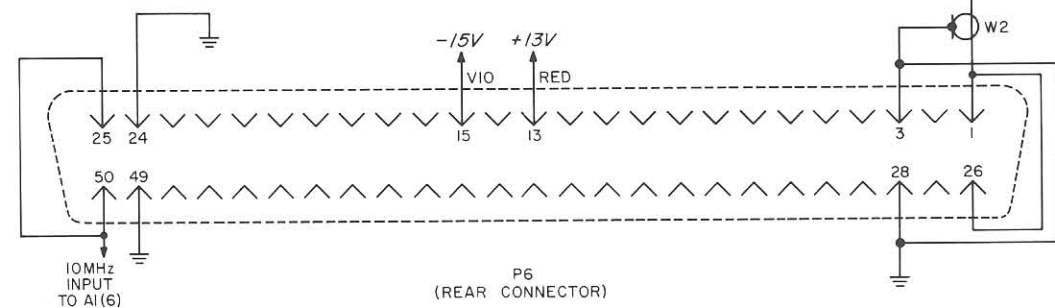 -15V +13V
W2
VIO RED
25 24 15 13 3 1
50 49 28 26
10MHz
INPUT
TO A1(6)
P6
(REAR CONNECTOR)